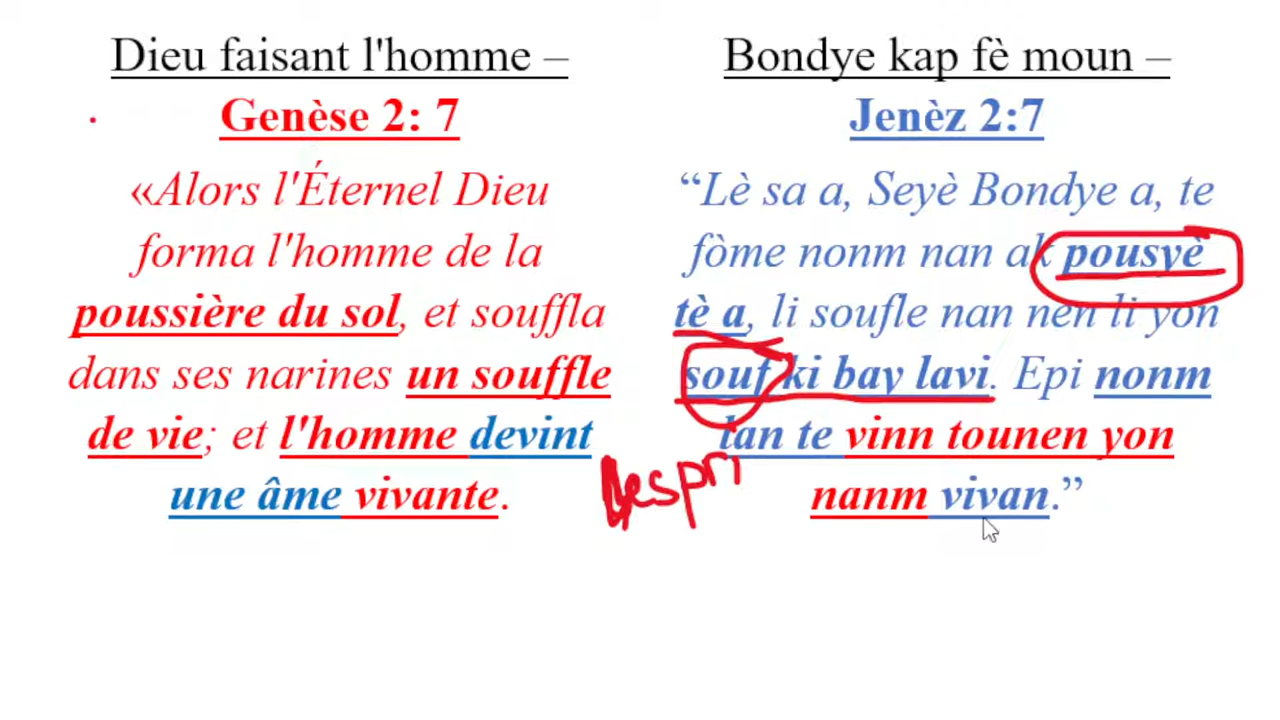 Dieu faisant l'homme –
Genèse 2: 7
«Alors l'Éternel Dieu
forma l'homme de la
poussière du sol, et souffla
dans ses narines un souffle
de vie; et l'homme devint
une âme vivante.
Bondye kap fè moun –
Jenèz 2:7
“Lè sa a, Seyè Bondye a, te
fòme nonm nan ak pousyè
tè a, li soufle nan nen li yon
souf ki bay lavi. Epi nonm
lan te vinn tounen yon
nanm vivan.”
lespri